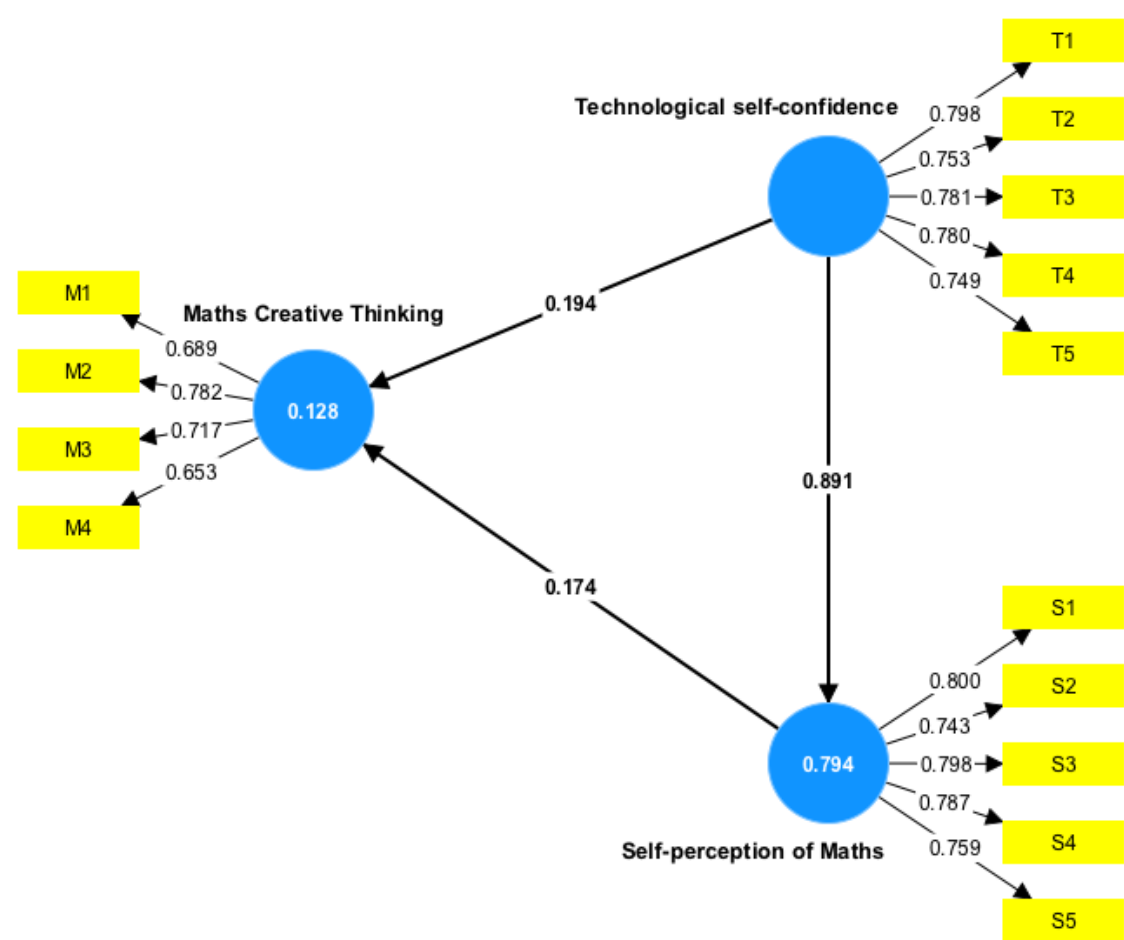 T1
Technological self-confidence
0.798
T2
0.753
0.781
T3
0.780
T4
0.749
T5
M1
Maths Creative Thinking
0.689
M2
0.782
0.128
0.717
M3
0.653
M4
0.194
0.891
0.174
S1
0.800
S2
0.743
0.794
0.798
S3
0.787
S4
0.759
Self-perception of Maths
S5